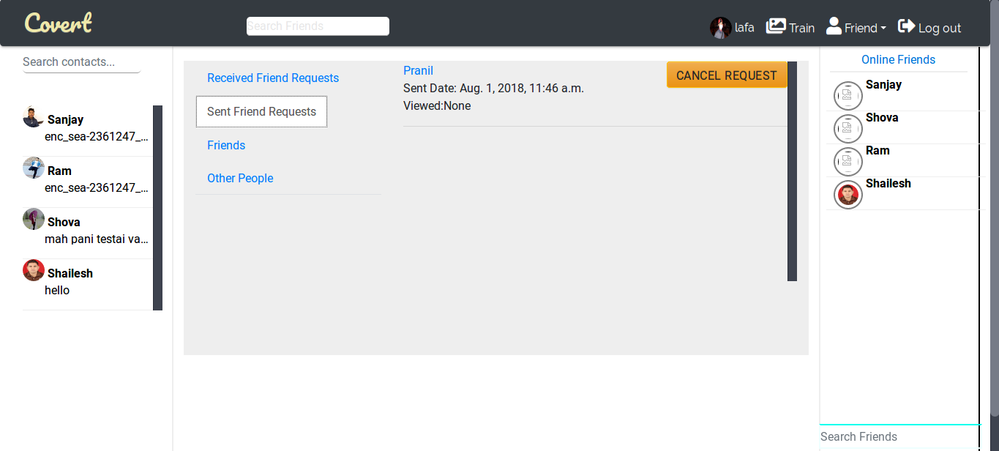 Covert
Search Friends
lafa
Train
Friend
Log out
Search contacts...
Sanjay
enc_sea-2361247_...
Ram
enc_sea-2361247_...
Shova
mah pani testai va...
Shailesh
hello
Received Friend Requests
Sent Friend Requests
Friends
Other People
Pranil
Sent Date: Aug. 1, 2018, 11:46 a.m.
Viewed:None
CANCEL REQUEST
Online Friends
Sanjay
Shova
Ram
Shailesh
Search Friends